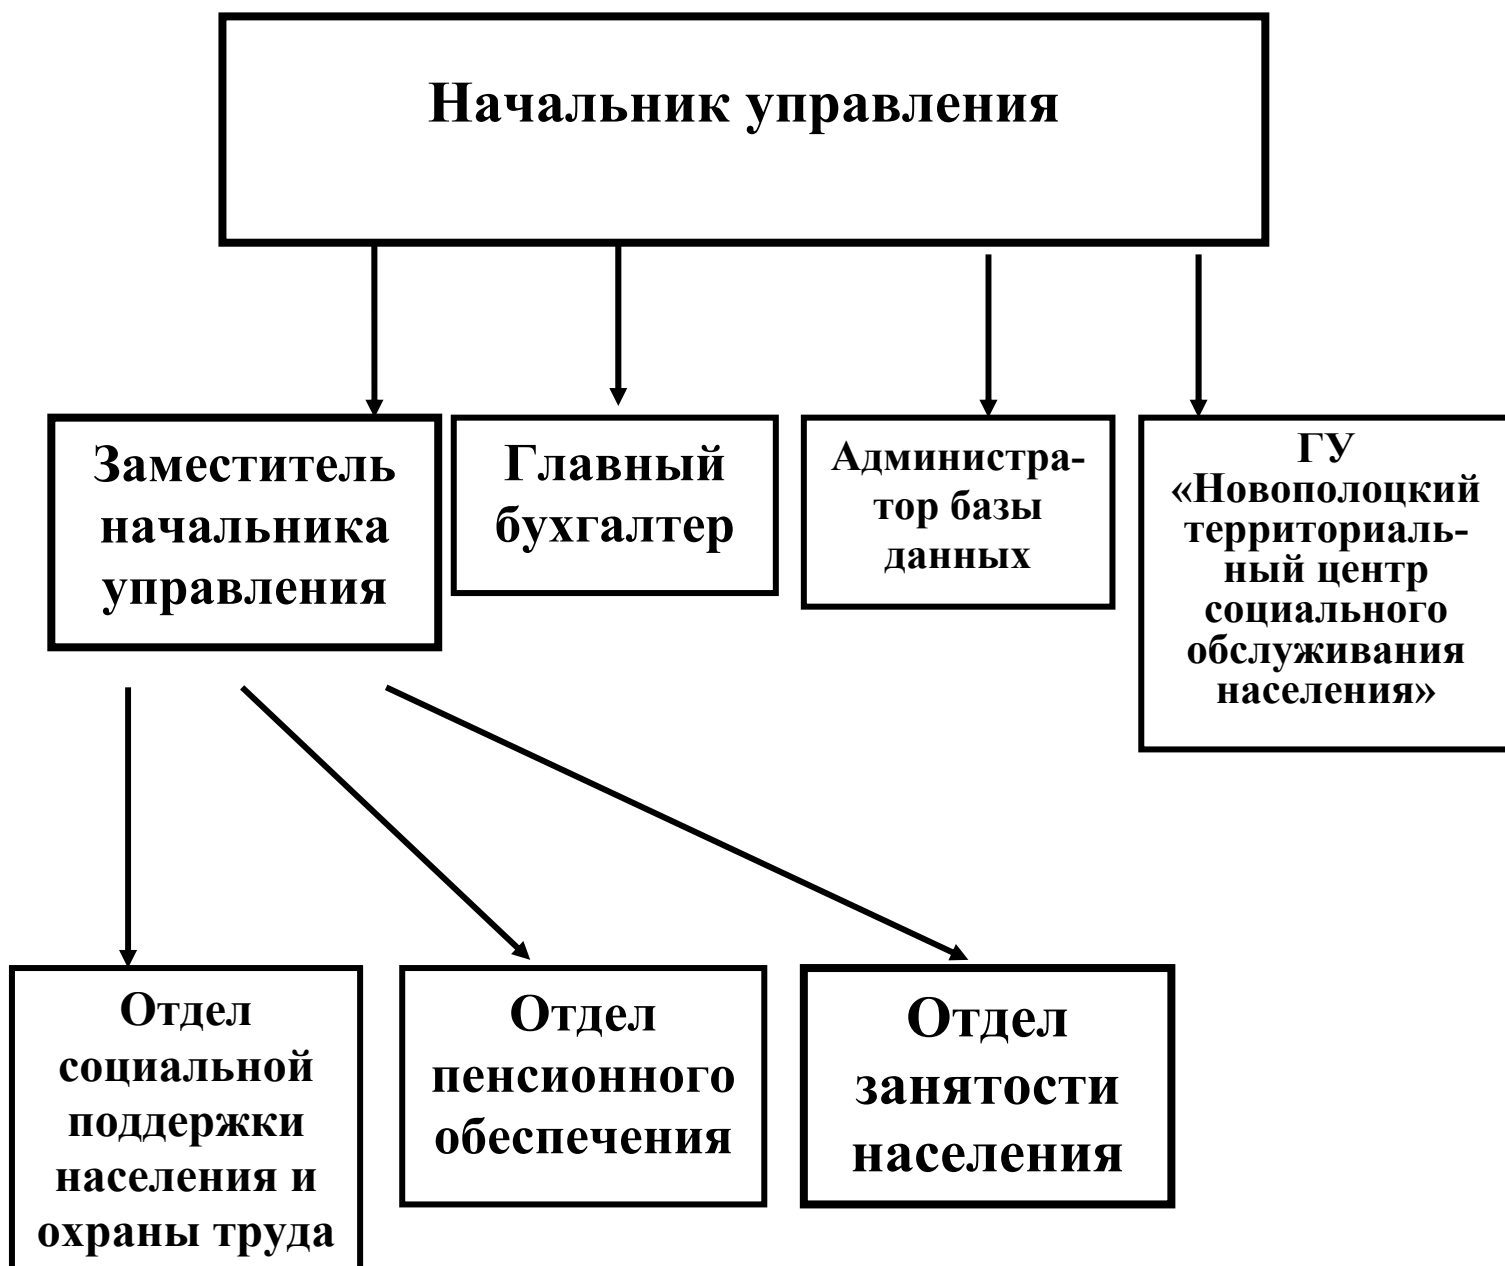 Начальник управления
Заместитель
начальника
управления
Главный
бухгалтер
Администра-
тор базы
данных
ГУ
«Новополоцкий
территориаль-
ный центр
социального
обслуживания
населения»
Отдел
социальной
поддержки
населения и
охраны труда
Отдел
пенсионного
обеспечения
Отдел
занятости
населения